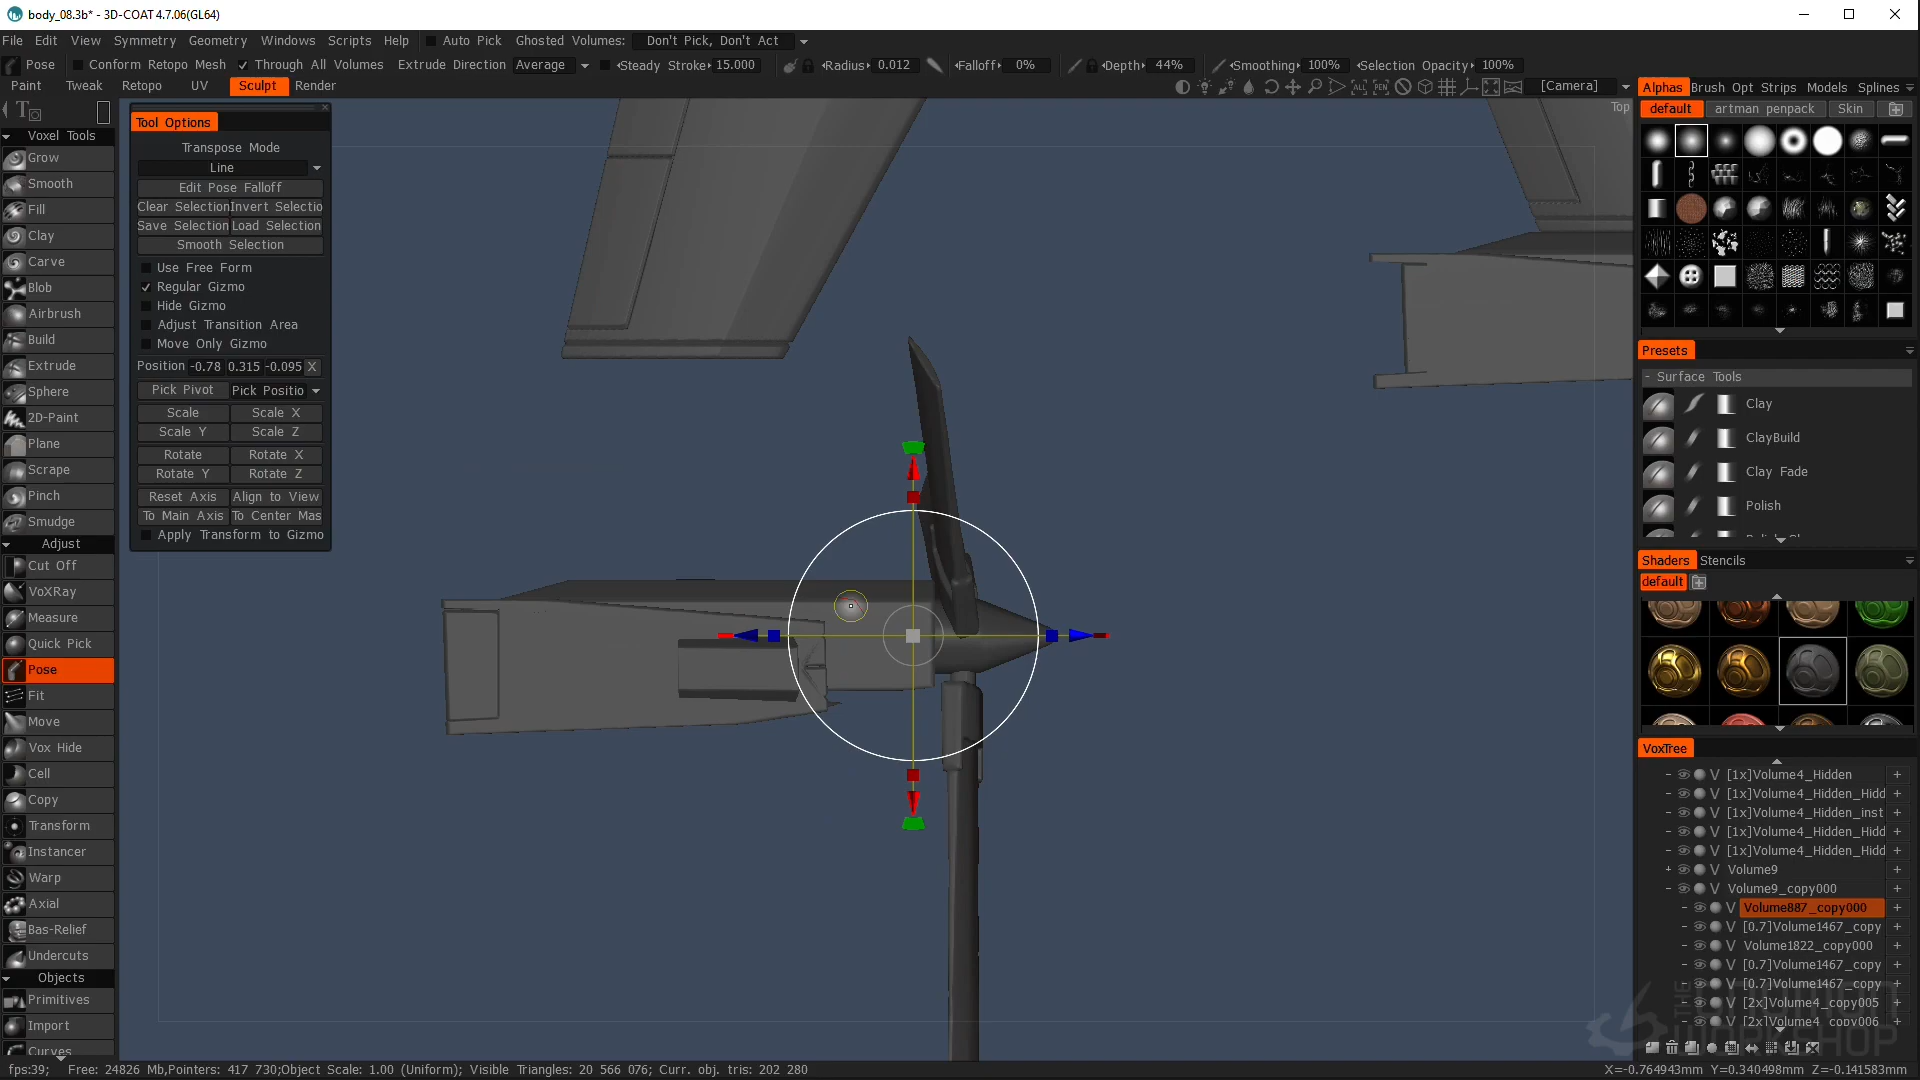 body_08.3b* - 3D-COAT 4.7.06(GL64)
File Edit View Symmetry Geometry Windows Scripts Help Auto Pick Ghosted Volumes: Don't Pick, Don't Act
Pose Conform Retopo Mesh Through All Volumes Extrude Direction Average Steady Stroke 15.000 Radius 0.012 Falloff 0% Depth 44% Smoothing 100% Selection Opacity 100%
Paint Tweak Retopo UV Sculpt Render
[Camera]
Top
Voxel Tools
Grow
Smooth
Fill
Clay
Carve
Blob
Airbrush
Build
Extrude
Sphere
2D-Paint
Plane
Scrape
Pinch
Smudge
Adjust
Cut Off
VoXRay
Measure
Quick Pick
Pose
Fit
Move
Vox Hide
Cell
Copy
Transform
Instancer
Warp
Axial
Bas-Relief
Undercuts
Objects
Primitives
Import
Curves
Tool Options
Transpose Mode
Line
Edit Pose Falloff
Clear Selection Invert Selectio
Save Selection Load Selection
Smooth Selection
Use Free Form
Regular Gizmo
Hide Gizmo
Adjust Transition Area
Move Only Gizmo
Position -0.78 0.315 -0.095 X
Pick Pivot Pick Positio
Scale Scale X
Scale Y Scale Z
Rotate Rotate X
Rotate Y Rotate Z
Reset Axis Align to View
To Main Axis To Center Mas
Apply Transform to Gizmo
Alphas Brush Opt Strips Models Splines
default artman penpack Skin
Presets
- Surface Tools
Clay
ClayBuild
Clay Fade
Polish
Shaders Stencils
default
VoxTree
- V [1x]Volume4_Hidden +
- V [1x]Volume4_Hidden_Hidd +
- V [1x]Volume4_Hidden_inst +
- V [1x]Volume4_Hidden_Hidd +
- V [1x]Volume4_Hidden_Hidd +
+ V Volume9 +
- V Volume9_copy000 +
- V Volume887_copy000 +
- V [0.7]Volume1467_copy +
- V Volume1822_copy000 +
- V [0.7]Volume1467_copy +
- V [0.7]Volume1467_copy +
- V [2x]Volume4_copy005 +
- V [2x]Volume4_copy006 +
THE GNOMON WORKSHOP
fps:39; Free: 24826 Mb,Pointers: 417 730;Object Scale: 1.00 (Uniform); Visible Triangles: 20 566 076; Curr. obj. tris: 202 280
X=-0.764943mm Y=0.340498mm Z=-0.141583mm